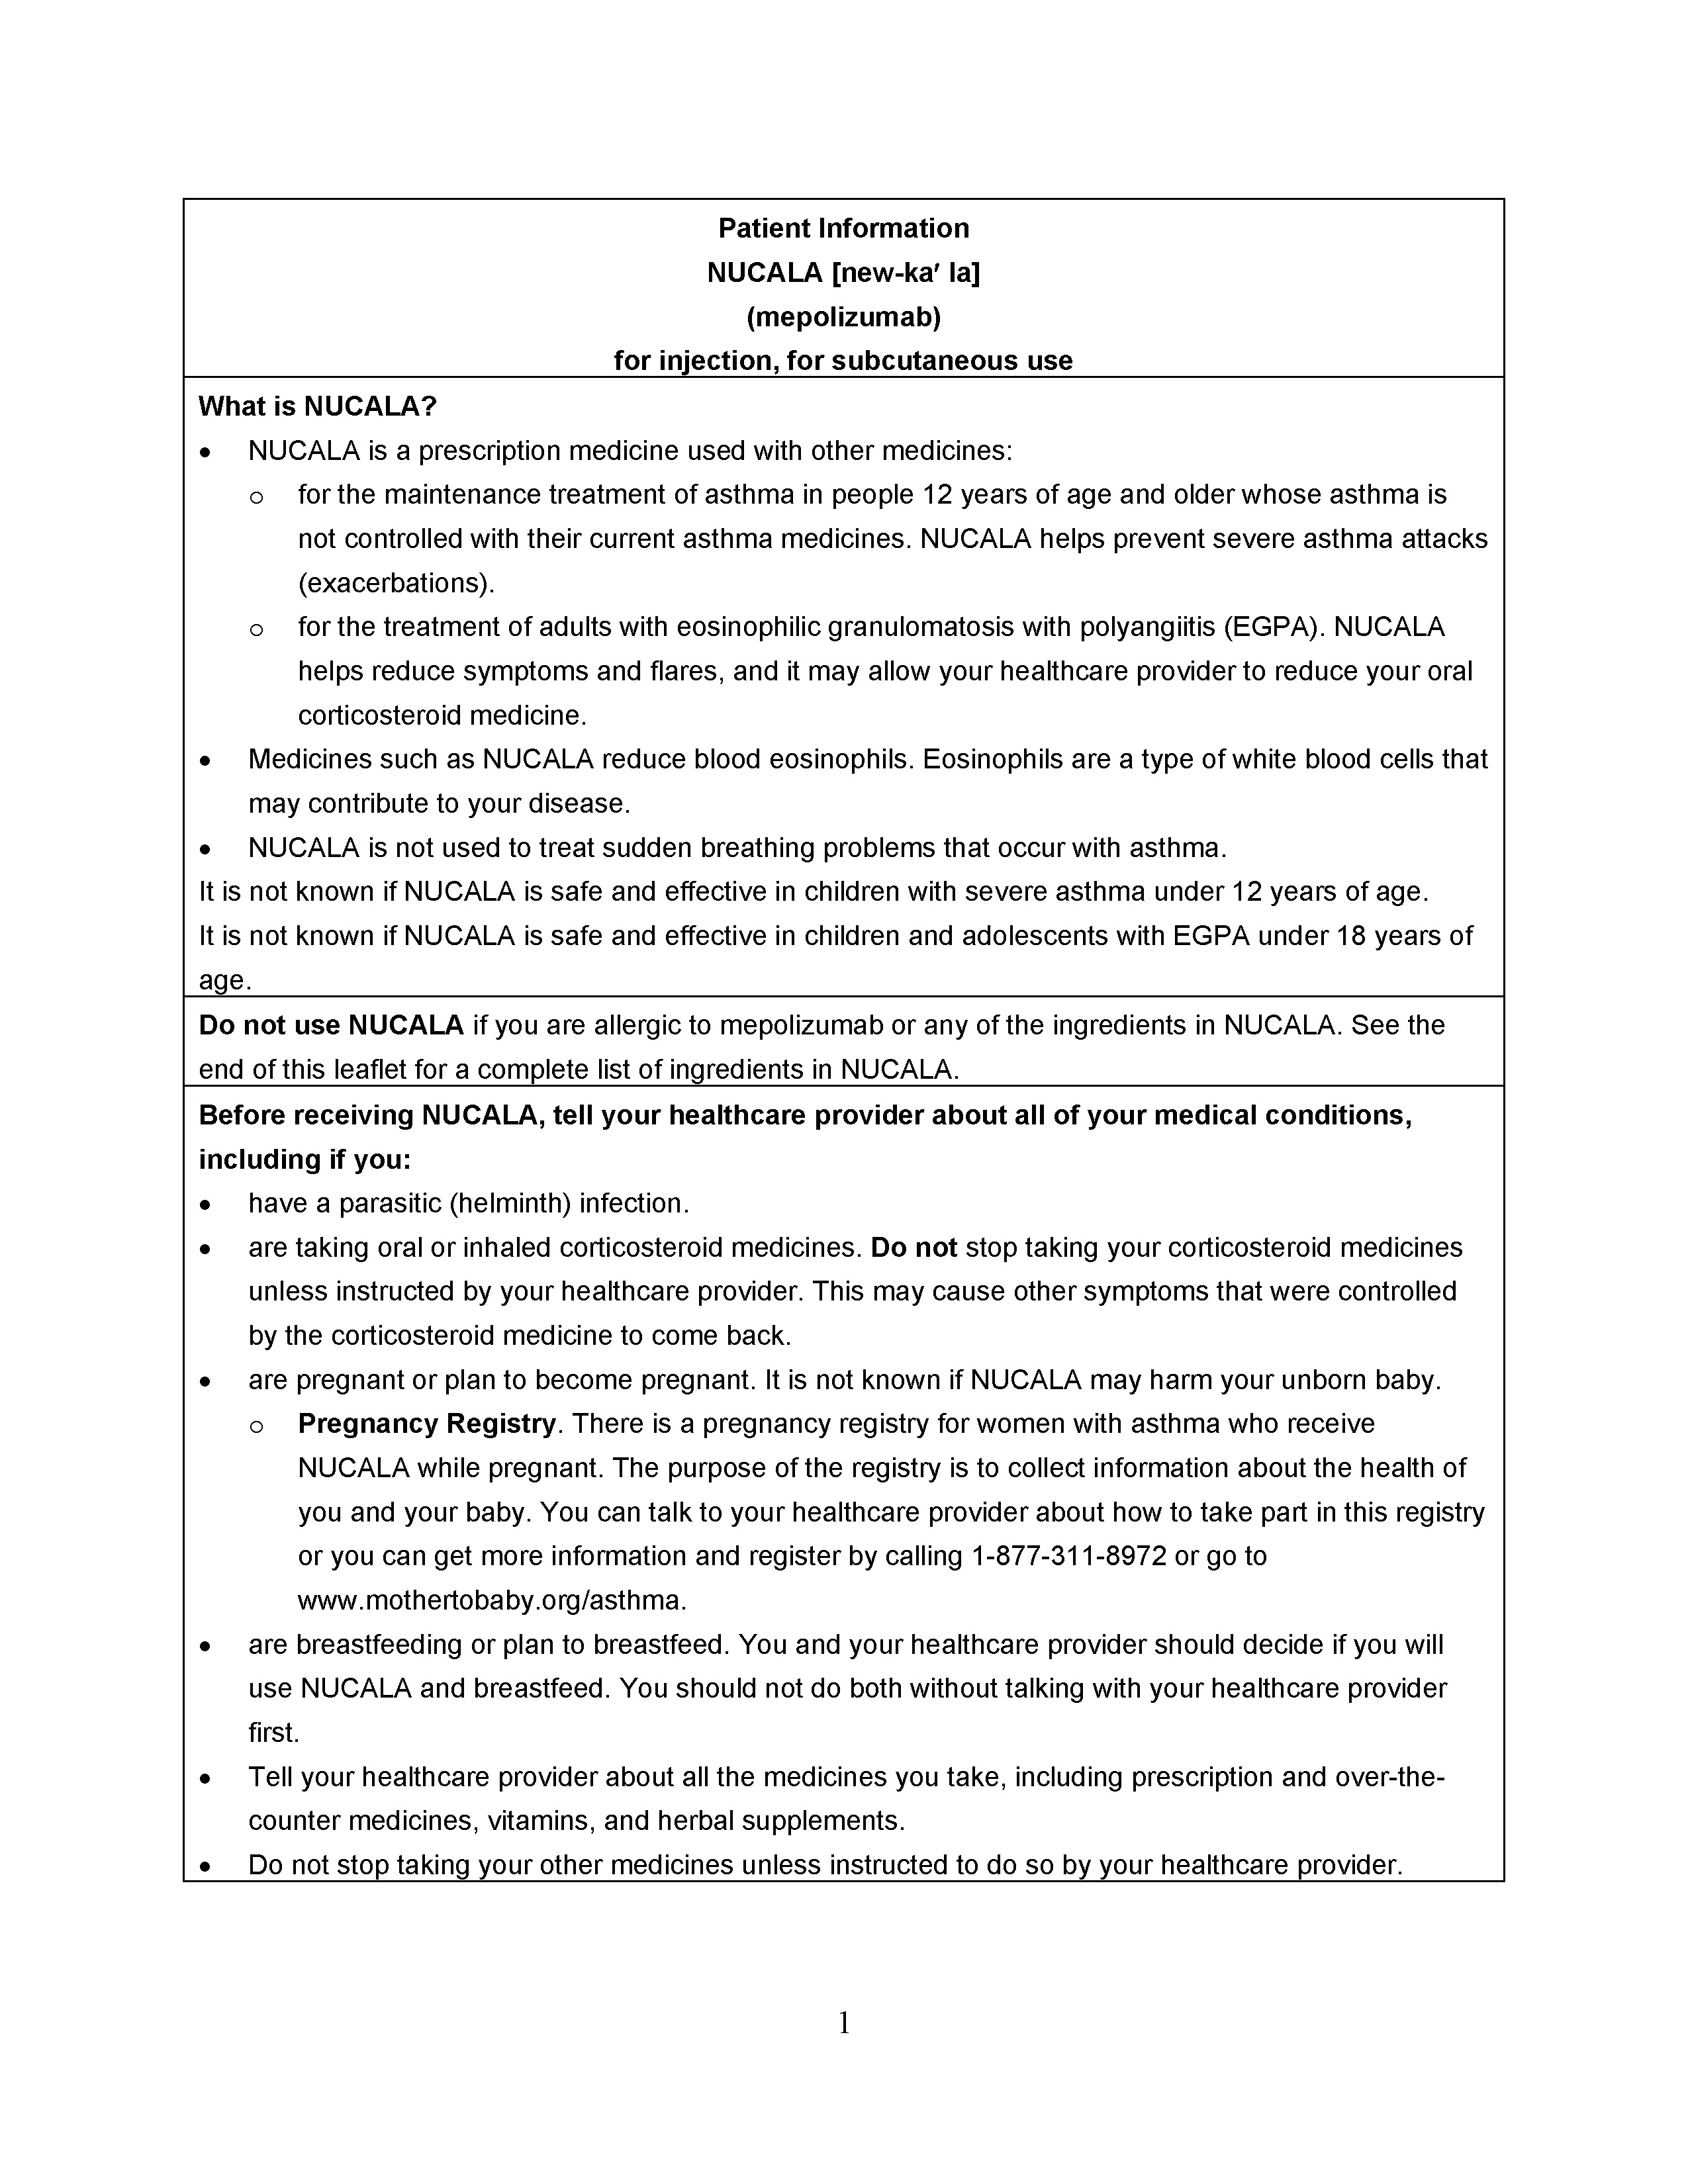 Patient Information
NUCALA [new-ka′ la]
(mepolizumab)
for injection, for subcutaneous use
What is NUCALA?
• NUCALA is a prescription medicine used with other medicines:
o for the maintenance treatment of asthma in people 12 years of age and older whose asthma is
not controlled with their current asthma medicines. NUCALA helps prevent severe asthma attacks
(exacerbations).
o for the treatment of adults with eosinophilic granulomatosis with polyangiitis (EGPA). NUCALA
helps reduce symptoms and flares, and it may allow your healthcare provider to reduce your oral
corticosteroid medicine.
• Medicines such as NUCALA reduce blood eosinophils. Eosinophils are a type of white blood cells that
may contribute to your disease.
• NUCALA is not used to treat sudden breathing problems that occur with asthma.
It is not known if NUCALA is safe and effective in children with severe asthma under 12 years of age.
It is not known if NUCALA is safe and effective in children and adolescents with EGPA under 18 years of
age.
Do not use NUCALA if you are allergic to mepolizumab or any of the ingredients in NUCALA. See the
end of this leaflet for a complete list of ingredients in NUCALA.
Before receiving NUCALA, tell your healthcare provider about all of your medical conditions,
including if you:
• have a parasitic (helminth) infection.
• are taking oral or inhaled corticosteroid medicines. Do not stop taking your corticosteroid medicines
unless instructed by your healthcare provider. This may cause other symptoms that were controlled
by the corticosteroid medicine to come back.
• are pregnant or plan to become pregnant. It is not known if NUCALA may harm your unborn baby.
o Pregnancy Registry. There is a pregnancy registry for women with asthma who receive
NUCALA while pregnant. The purpose of the registry is to collect information about the health of
you and your baby. You can talk to your healthcare provider about how to take part in this registry
or you can get more information and register by calling 1-877-311-8972 or go to
www.mothertobaby.org/asthma.
• are breastfeeding or plan to breastfeed. You and your healthcare provider should decide if you will
use NUCALA and breastfeed. You should not do both without talking with your healthcare provider
first.
• Tell your healthcare provider about all the medicines you take, including prescription and over-the-
counter medicines, vitamins, and herbal supplements.
• Do not stop taking your other medicines unless instructed to do so by your healthcare provider.
1